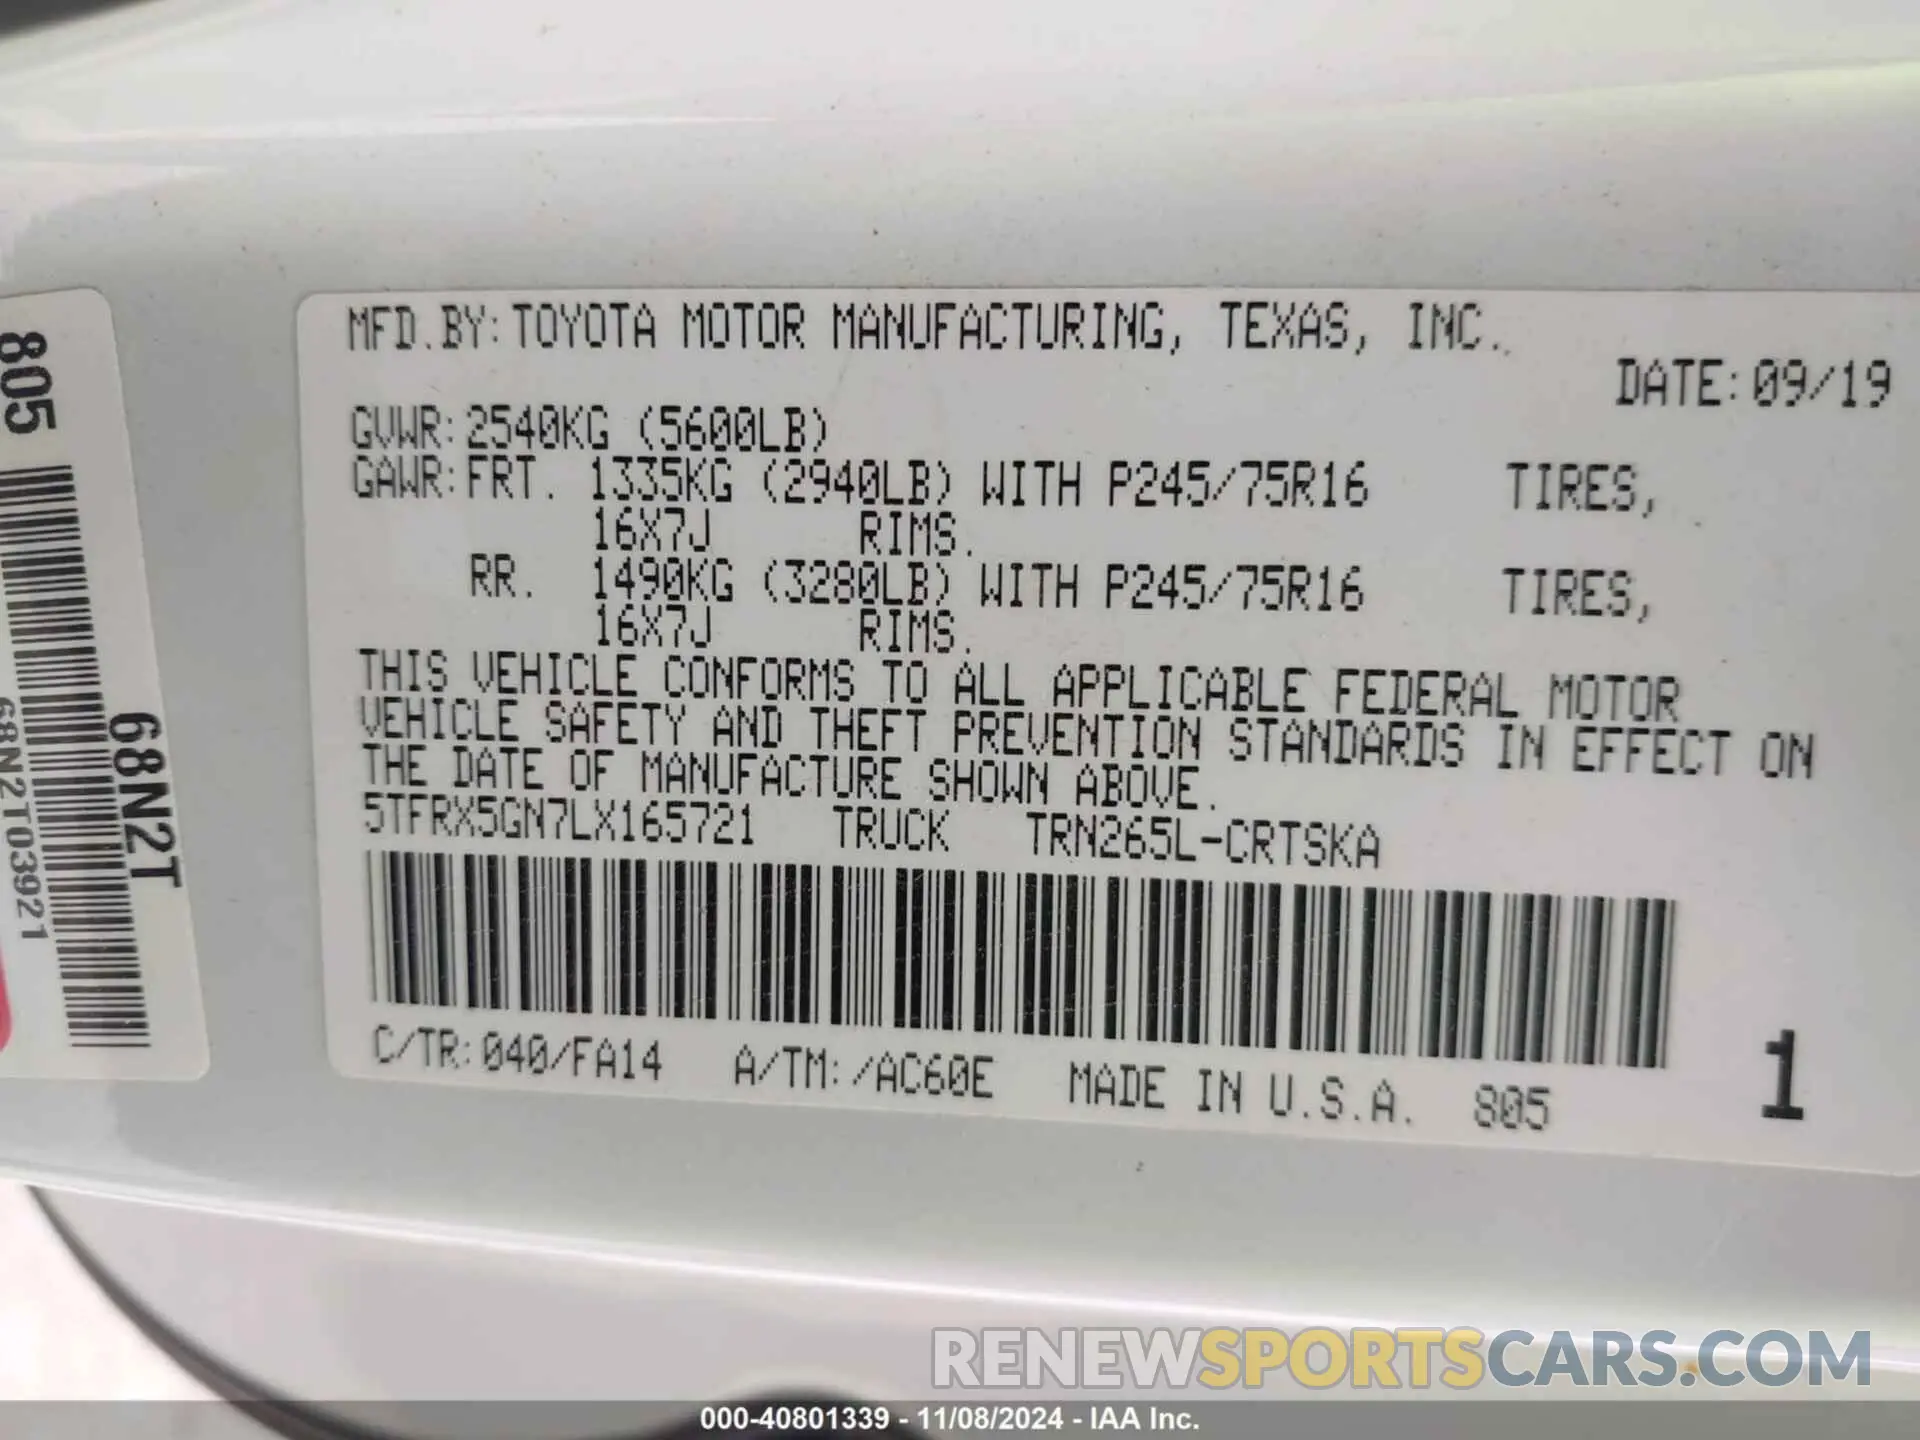 MFD.BY:TOYOTA MOTOR MANUFACTURING, TEXAS, INC.
DATE:09/19
GVWR:2540KG (5600LB)
GAWR:FRT. 1335KG (2940LB) WITH P245/75R16 TIRES,
16X7J RIMS.
RR. 1490KG (3280LB) WITH P245/75R16 TIRES,
16X7J RIMS.
THIS VEHICLE CONFORMS TO ALL APPLICABLE FEDERAL MOTOR
VEHICLE SAFETY AND THEFT PREVENTION STANDARDS IN EFFECT ON
THE DATE OF MANUFACTURE SHOWN ABOVE.
5TFRX5GN7LX165721 TRUCK TRN265L-CRTSKA
C/TR:040/FA14 A/TM:/AC60E MADE IN U.S.A. 805
1
805
68N2T
68N2T03921
RENEWSPORTSCARS.COM
000-40801339 - 11/08/2024 - IAA Inc.